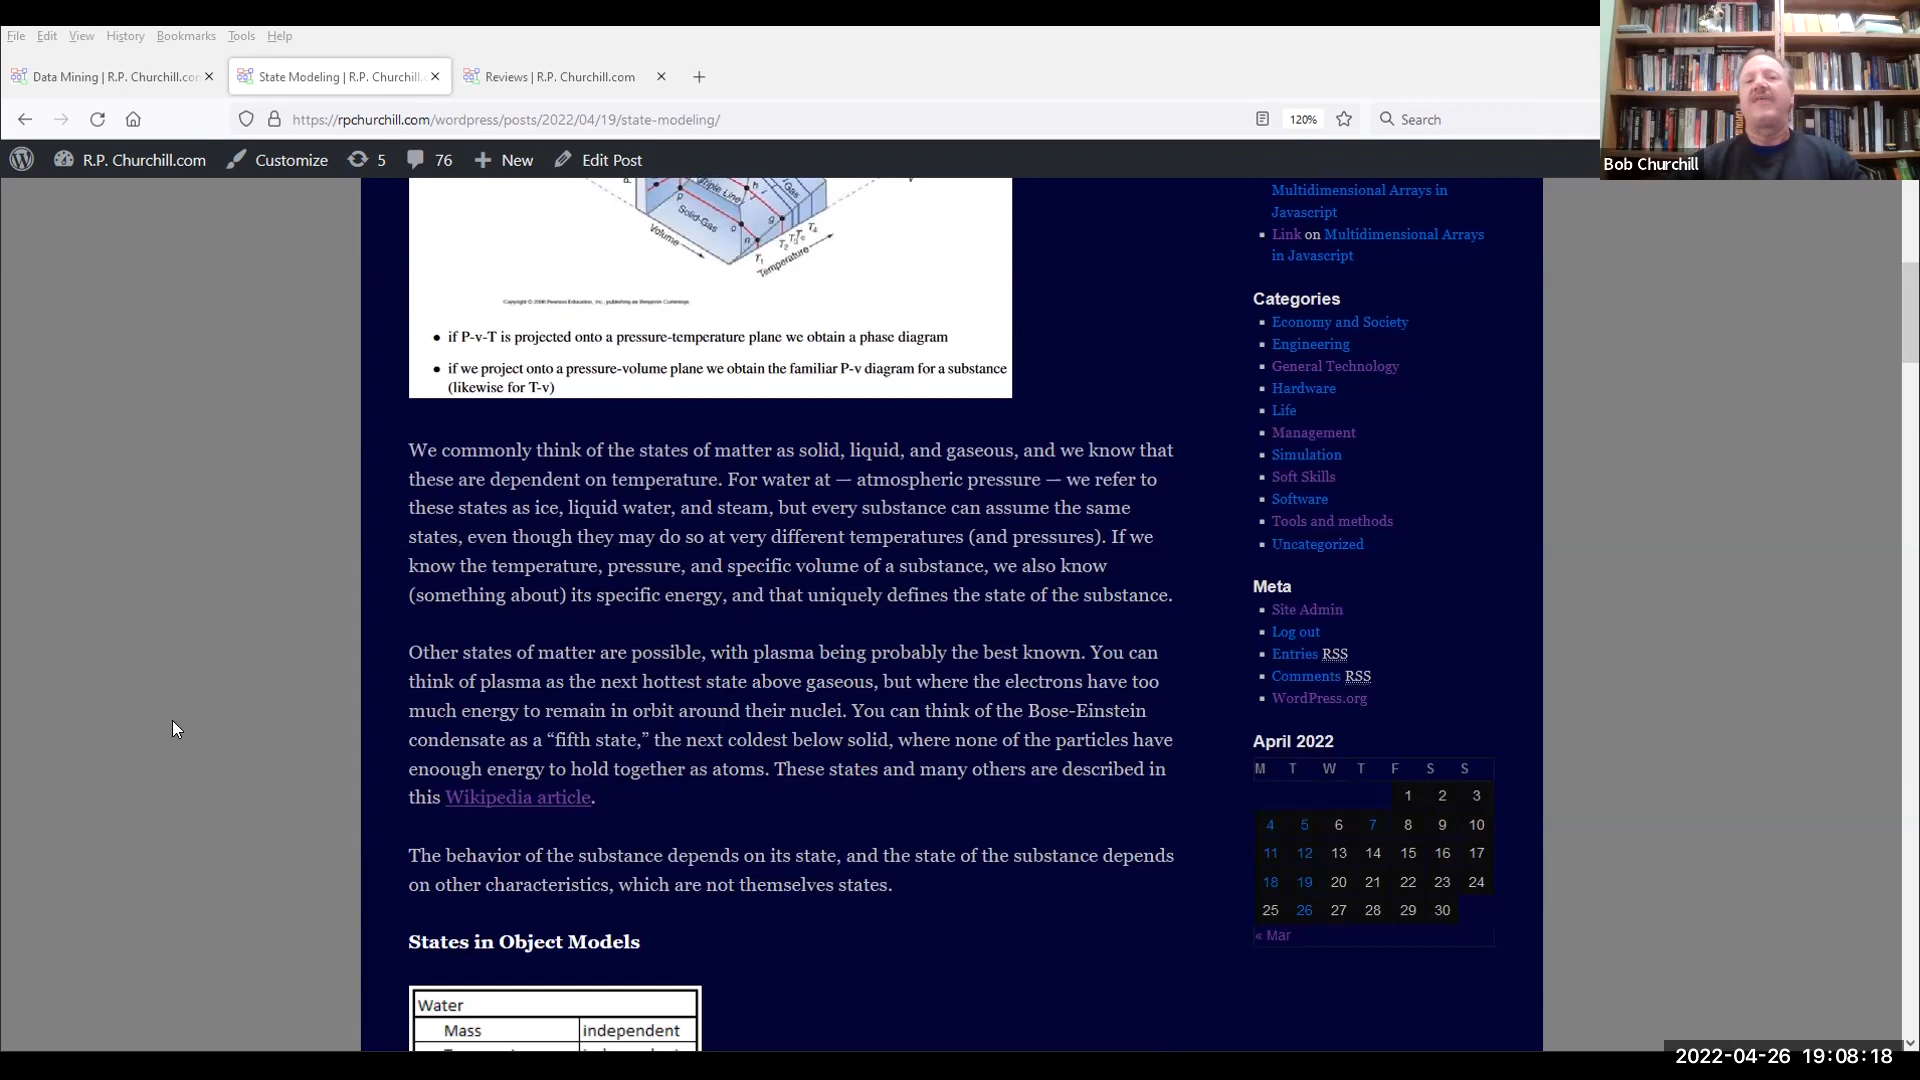 File Edit View History Bookmarks Tools Help
Data Mining | R.P. Churchill.co
State Modeling | R.P. Churchill.
Reviews | R.P. Churchill.com
https://rpchurchill.com/wordpress/posts/2022/04/19/state-modeling/
120%
Search
Bob Churchill
R.P. Churchill.com
Customize
5
76
New
Edit Post
Triple Line
Gas
Solid-Gas
Volume
Temperature
Copyright © 2008 Pearson Education, Inc., publishing as Benjamin Cummings
• if P-v-T is projected onto a pressure-temperature plane we obtain a phase diagram
• if we project onto a pressure-volume plane we obtain the familiar P-v diagram for a substance
(likewise for T-v)
We commonly think of the states of matter as solid, liquid, and gaseous, and we know that
these are dependent on temperature. For water at — atmospheric pressure — we refer to
these states as ice, liquid water, and steam, but every substance can assume the same
states, even though they may do so at very different temperatures (and pressures). If we
know the temperature, pressure, and specific volume of a substance, we also know
(something about) its specific energy, and that uniquely defines the state of the substance.
Other states of matter are possible, with plasma being probably the best known. You can
think of plasma as the next hottest state above gaseous, but where the electrons have too
much energy to remain in orbit around their nuclei. You can think of the Bose-Einstein
condensate as a “fifth state,” the next coldest below solid, where none of the particles have
enoough energy to hold together as atoms. These states and many others are described in
this Wikipedia article.
The behavior of the substance depends on its state, and the state of the substance depends
on other characteristics, which are not themselves states.
States in Object Models
Water
Mass independent
Multidimensional Arrays in
Javascript
Link on Multidimensional Arrays
in Javascript
Categories
Economy and Society
Engineering
General Technology
Hardware
Life
Management
Simulation
Soft Skills
Software
Tools and methods
Uncategorized
Meta
Site Admin
Log out
Entries RSS
Comments RSS
WordPress.org
April 2022
M T W T F S S
1 2 3
4 5 6 7 8 9 10
11 12 13 14 15 16 17
18 19 20 21 22 23 24
25 26 27 28 29 30
« Mar
2022-04-26 19:08:18